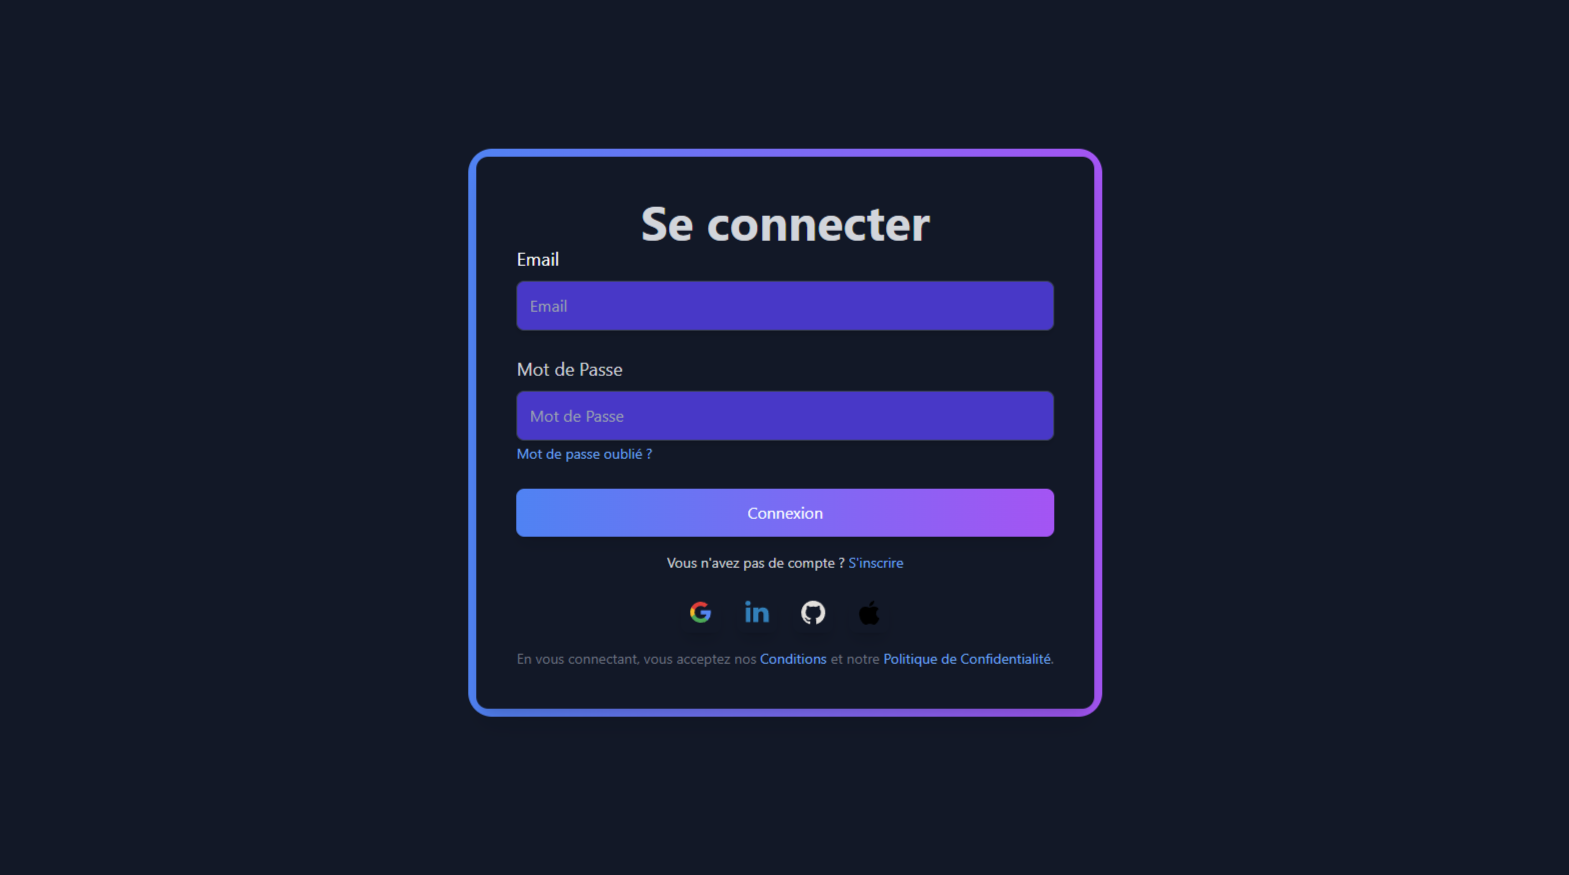 Se connecter
Email
Email
Mot de Passe
Mot de Passe
Mot de passe oublié ?
Connexion
Vous n'avez pas de compte ? S'inscrire
En vous connectant, vous acceptez nos Conditions et notre Politique de Confidentialité.